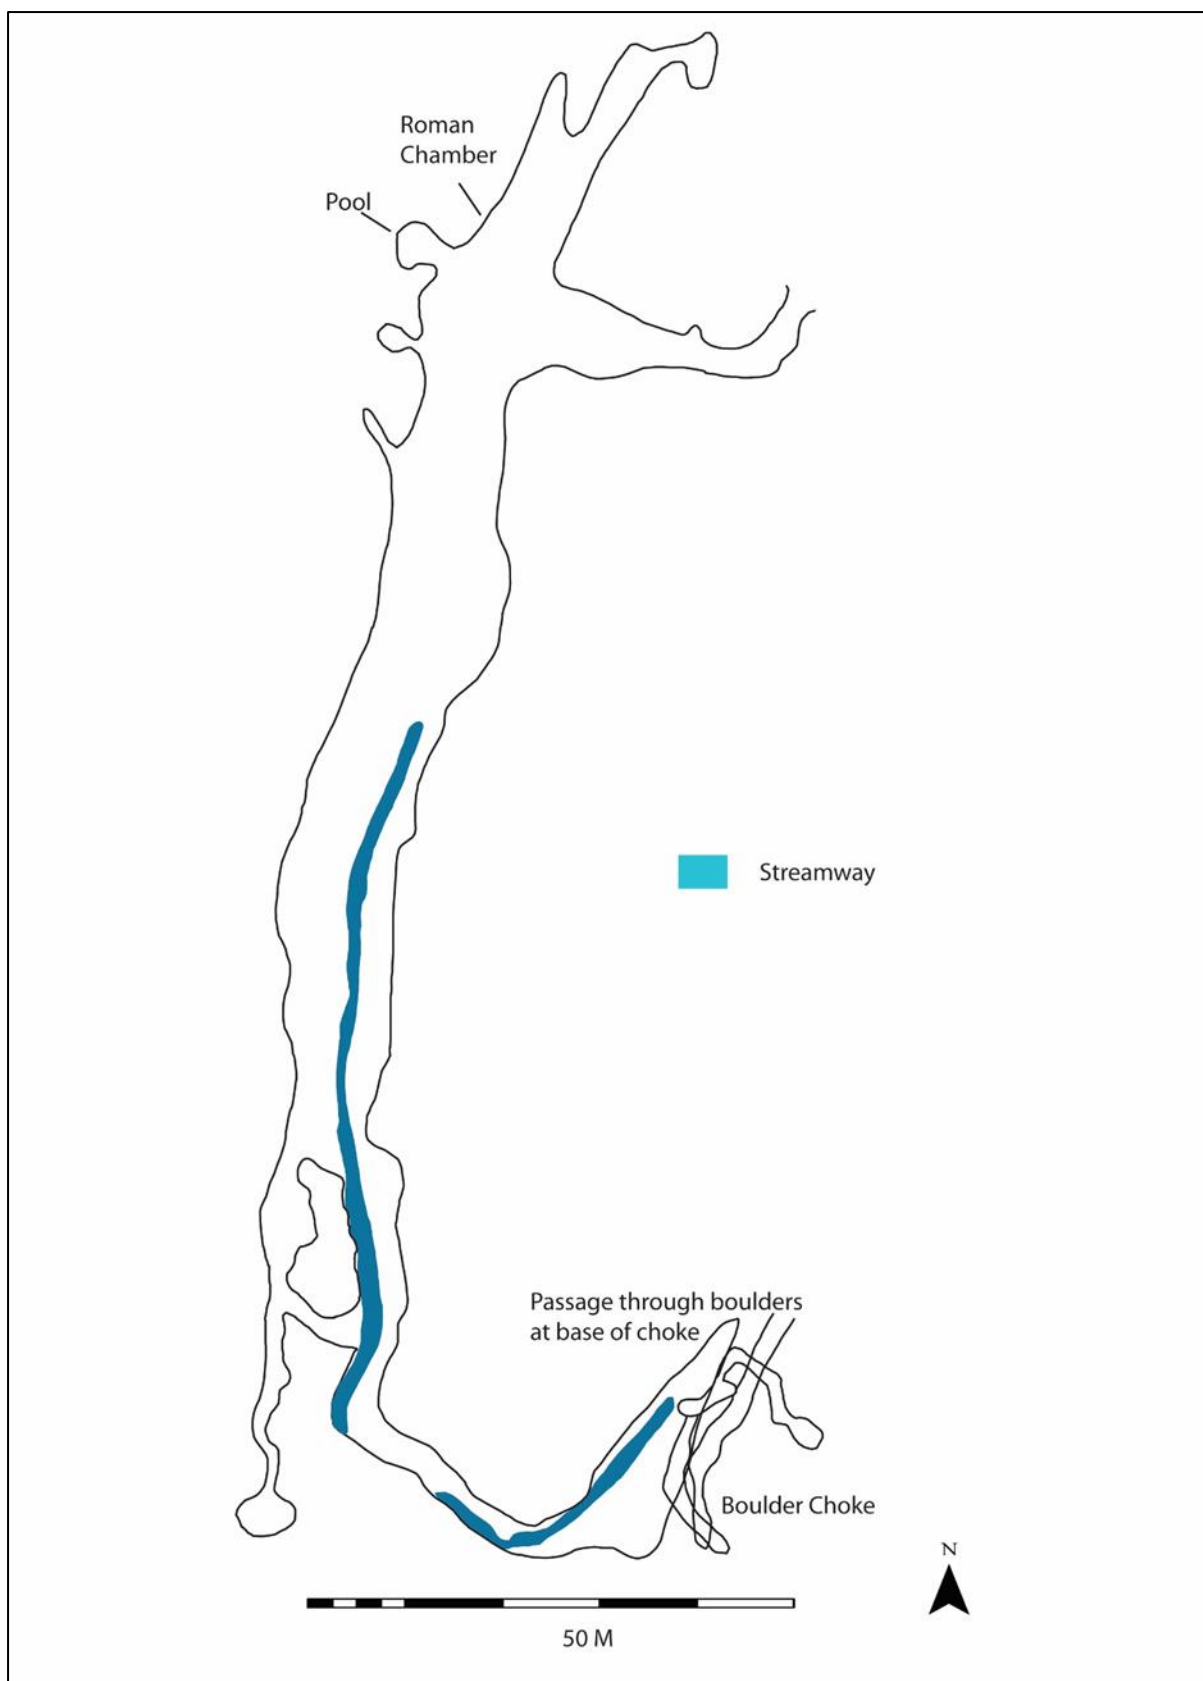 Roman
Chamber
Pool
Streamway
Passage through boulders
at base of choke
Boulder Choke
N
50 M